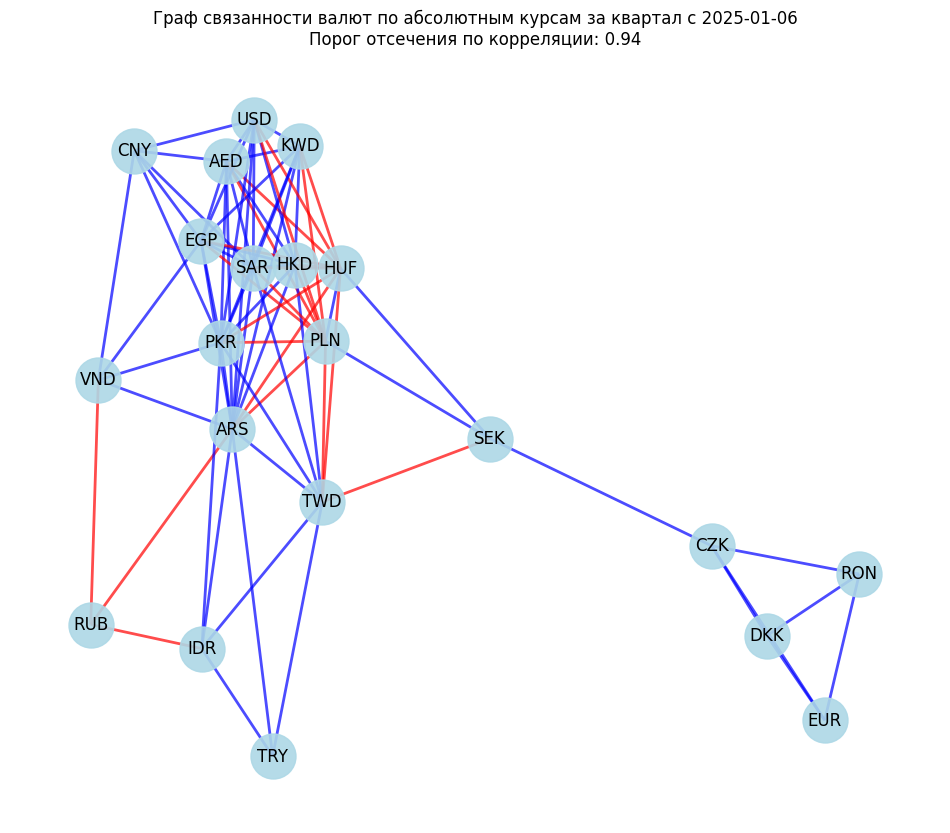 Граф связанности валют по абсолютным курсам за квартал с 2025-01-06
Порог отсечения по корреляции: 0.94
USD
KWD
CNY
AED
EGP
SAR
HKD
HUF
PKR
PLN
VND
ARS
SEK
TWD
CZK
RON
RUB
DKK
IDR
EUR
TRY